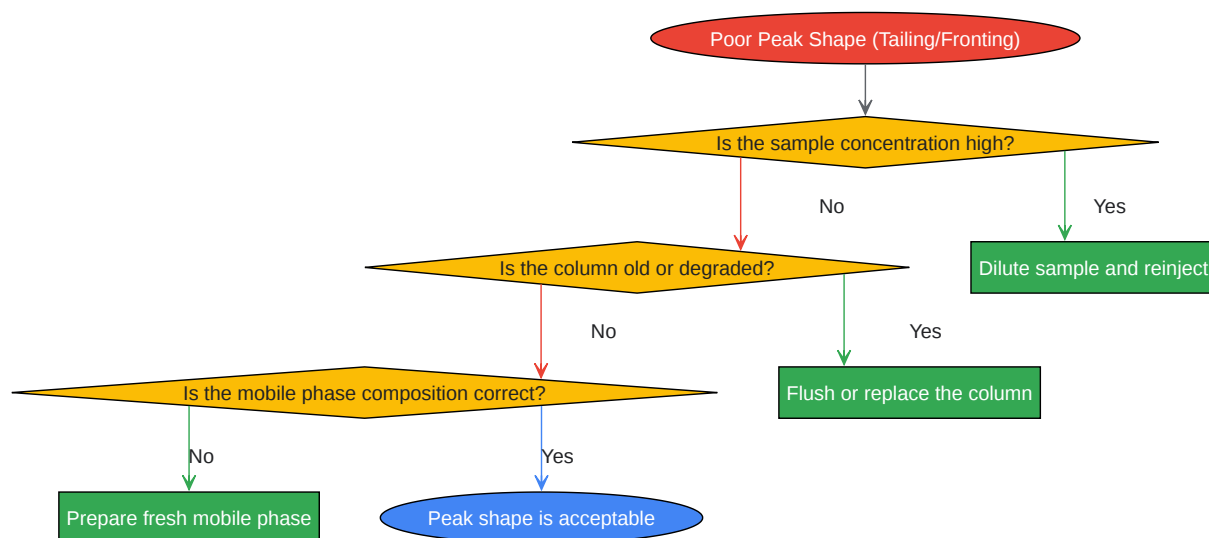 Poor Peak Shape (Tailing/Fronting)
Is the sample concentration high?
No
Yes
Is the column old or degraded?
Dilute sample and reinject
No
Yes
Is the mobile phase composition correct?
Flush or replace the column
No
Yes
Prepare fresh mobile phase
Peak shape is acceptable